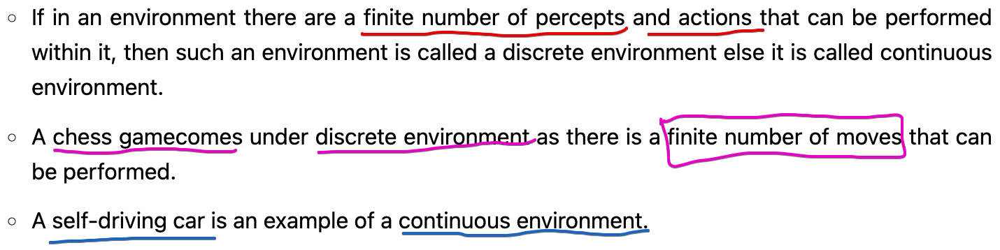 If in an environment there are a finite number of percepts and actions that can be performed
within it, then such an environment is called a discrete environment else it is called continuous
environment.
A chess gamecomes under discrete environment as there is a finite number of moves that can
be performed.
A self-driving car is an example of a continuous environment.